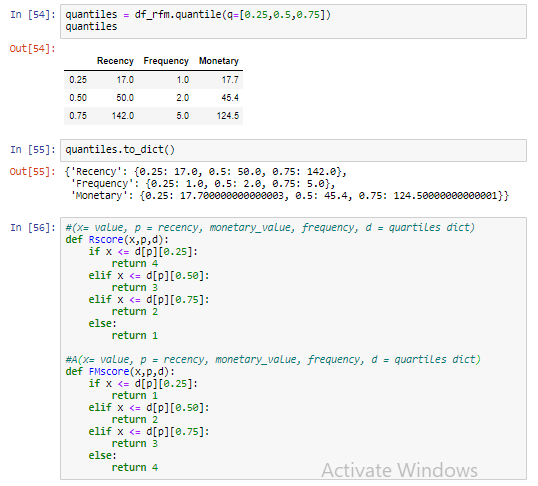 In [54]: quantiles = df_rfm.quantile(q=[0.25,0.5,0.75])
quantiles
Out[54]:
Recency Frequency Monetary
0.25 17.0 1.0 17.7
0.50 50.0 2.0 45.4
0.75 142.0 5.0 124.5
In [55]: quantiles.to_dict()
Out[55]: {'Recency': {0.25: 17.0, 0.5: 50.0, 0.75: 142.0},
'Frequency': {0.25: 1.0, 0.5: 2.0, 0.75: 5.0},
'Monetary': {0.25: 17.700000000000003, 0.5: 45.4, 0.75: 124.50000000000001}}
In [56]: #(x= value, p = recency, monetary_value, frequency, d = quartiles dict)
def Rscore(x,p,d):
if x <= d[p][0.25]:
return 4
elif x <= d[p][0.50]:
return 3
elif x <= d[p][0.75]:
return 2
else:
return 1
#A(x= value, p = recency, monetary_value, frequency, d = quartiles dict)
def FMscore(x,p,d):
if x <= d[p][0.25]:
return 1
elif x <= d[p][0.50]:
return 2
elif x <= d[p][0.75]:
return 3
else:
return 4
Activate Windows